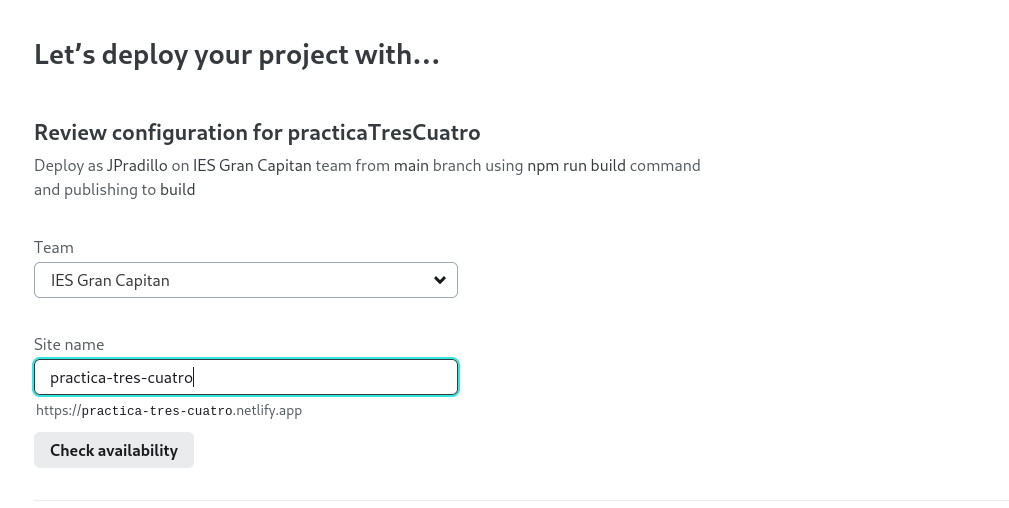 Let’s deploy your project with…
Review configuration for practicaTresCuatro
Deploy as JPradillo on IES Gran Capitan team from main branch using npm run build command
and publishing to build
Team
IES Gran Capitan
Site name
practica-tres-cuatro
https://practica-tres-cuatro.netlify.app
Check availability